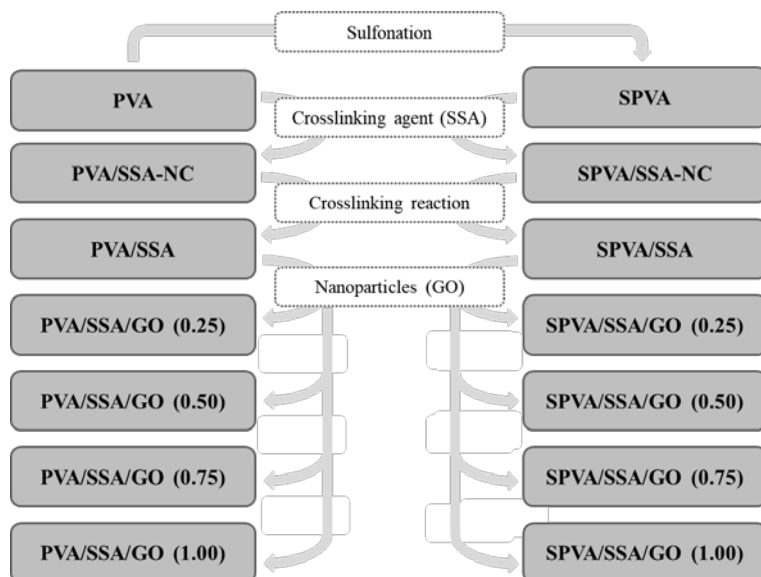 Sulfonation
PVA
SPVA
Crosslinking agent (SSA)
PVA/SSA-NC
SPVA/SSA-NC
Crosslinking reaction
PVA/SSA
SPVA/SSA
Nanoparticles (GO)
PVA/SSA/GO (0.25)
SPVA/SSA/GO (0.25)
PVA/SSA/GO (0.50)
SPVA/SSA/GO (0.50)
PVA/SSA/GO (0.75)
SPVA/SSA/GO (0.75)
PVA/SSA/GO (1.00)
SPVA/SSA/GO (1.00)